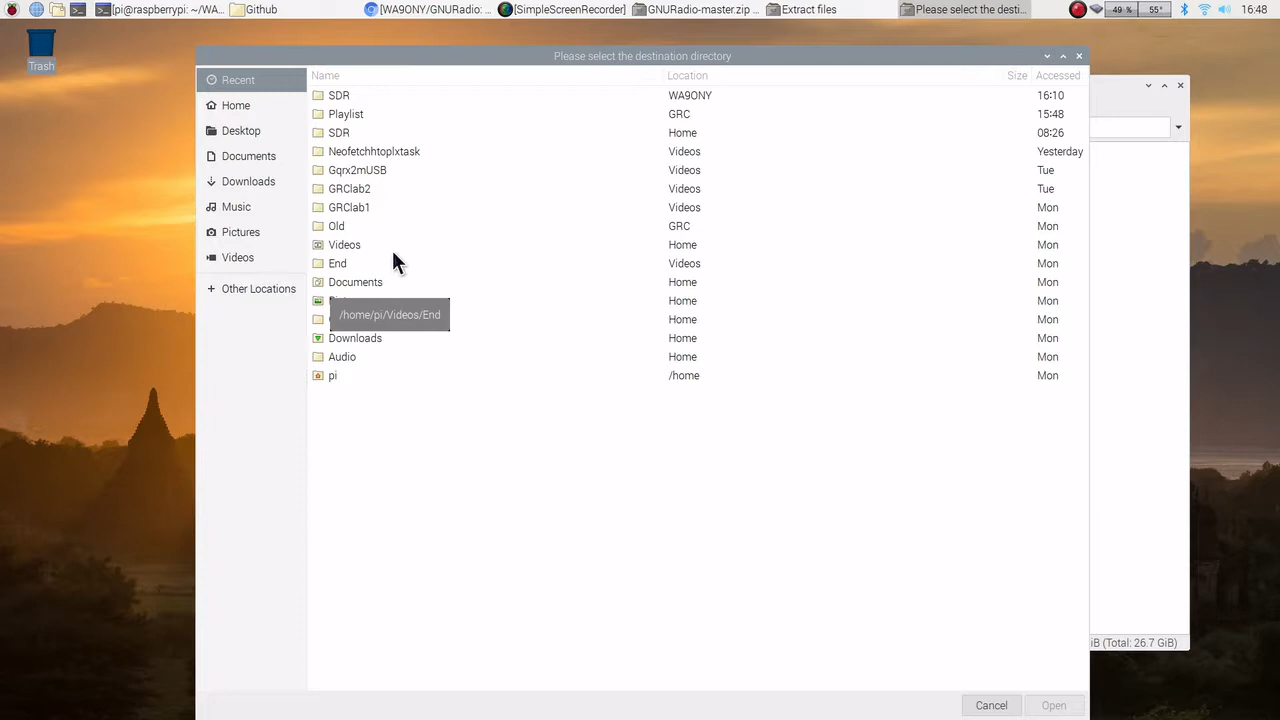 [pi@raspberrypi: ~/WA...
Github
[WA9ONY/GNURadio: ...
[SimpleScreenRecorder]
GNURadio-master.zip ...
Extract files
Please select the desti...
49 %
55°
16:48
Trash
Please select the destination directory
Recent
Home
Desktop
Documents
Downloads
Music
Pictures
Videos
+ Other Locations
Name Location Size Accessed
SDR WA9ONY 16:10
Playlist GRC 15:48
SDR Home 08:26
Neofetchhtoplxtask Videos Yesterday
Gqrx2mUSB Videos Tue
GRClab2 Videos Tue
GRClab1 Videos Mon
Old GRC Mon
Videos Home Mon
End Videos Mon
Documents Home Mon
Home Mon
/home/pi/Videos/End
Home Mon
Downloads Home Mon
Audio Home Mon
pi /home Mon
iB (Total: 26.7 GiB)
Cancel
Open